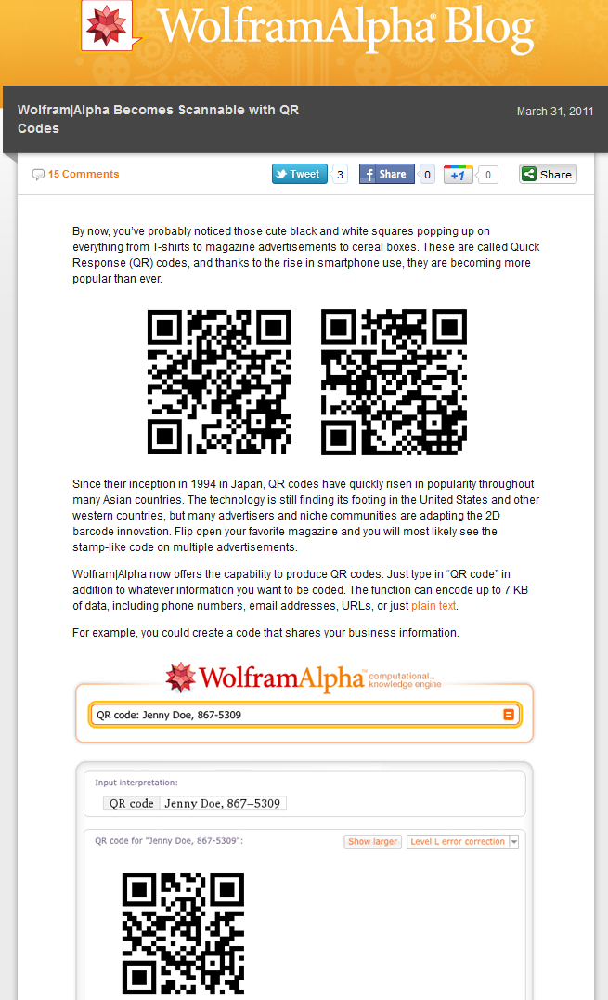 WolframAlpha® Blog
Wolfram|Alpha Becomes Scannable with QR
Codes
March 31, 2011
15 Comments
Tweet
3
Share
0
+1
0
Share
By now, you’ve probably noticed those cute black and white squares popping up on
everything from T-shirts to magazine advertisements to cereal boxes. These are called Quick
Response (QR) codes, and thanks to the rise in smartphone use, they are becoming more
popular than ever.
Since their inception in 1994 in Japan, QR codes have quickly risen in popularity throughout
many Asian countries. The technology is still finding its footing in the United States and other
western countries, but many advertisers and niche communities are adapting the 2D
barcode innovation. Flip open your favorite magazine and you will most likely see the
stamp-like code on multiple advertisements.
Wolfram|Alpha now offers the capability to produce QR codes. Just type in “QR code” in
addition to whatever information you want to be coded. The function can encode up to 7 KB
of data, including phone numbers, email addresses, URLs, or just plain text.
For example, you could create a code that shares your business information.
WolframAlpha™ computational...
knowledge engine
QR code: Jenny Doe, 867-5309
Input interpretation:
QR code Jenny Doe, 867–5309
QR code for "Jenny Doe, 867-5309":
Show larger
Level L error correction